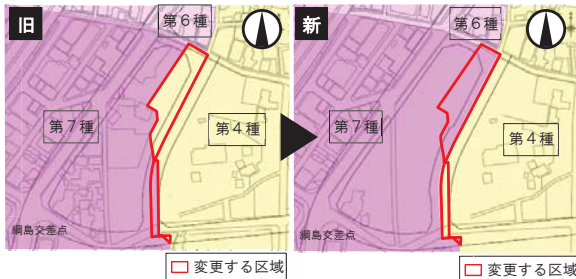 旧
第6種
第7種
第4種
綱島交差点
変更する区域
新
第6種
第7種
第4種
綱島交差点
変更する区域